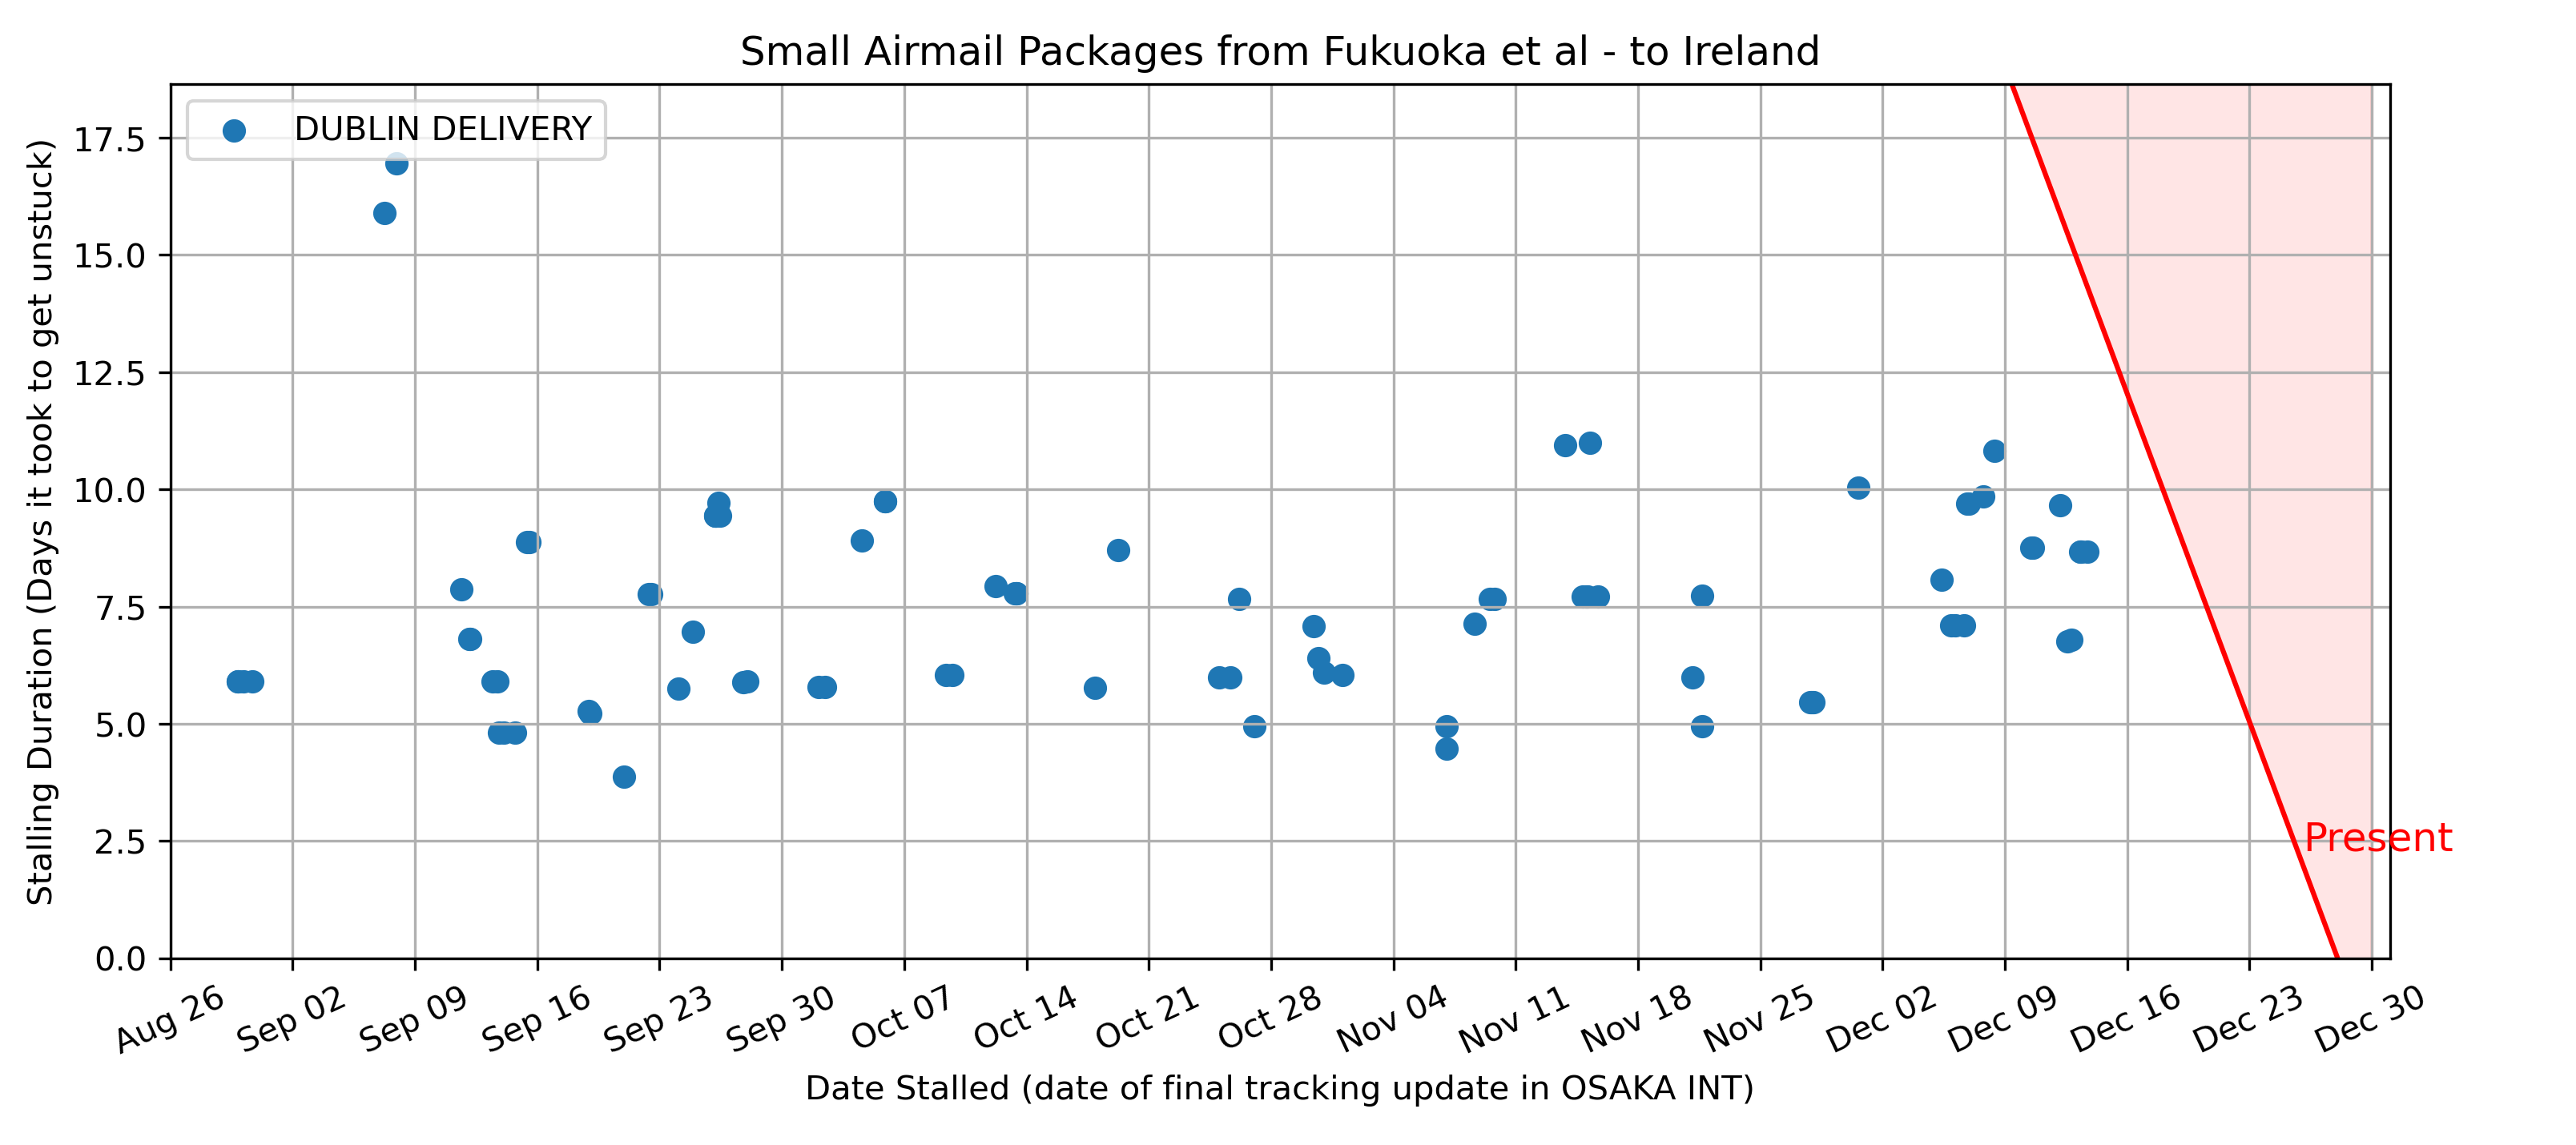 Small Airmail Packages from Fukuoka et al - to Ireland
DUBLIN DELIVERY
Stalling Duration (Days it took to get unstuck)
17.5
15.0
12.5
10.0
7.5
5.0
2.5
0.0
Present
Aug 26
Sep 02
Sep 09
Sep 16
Sep 23
Sep 30
Oct 07
Oct 14
Oct 21
Oct 28
Nov 04
Nov 11
Nov 18
Nov 25
Dec 02
Dec 09
Dec 16
Dec 23
Dec 30
Date Stalled (date of final tracking update in OSAKA INT)